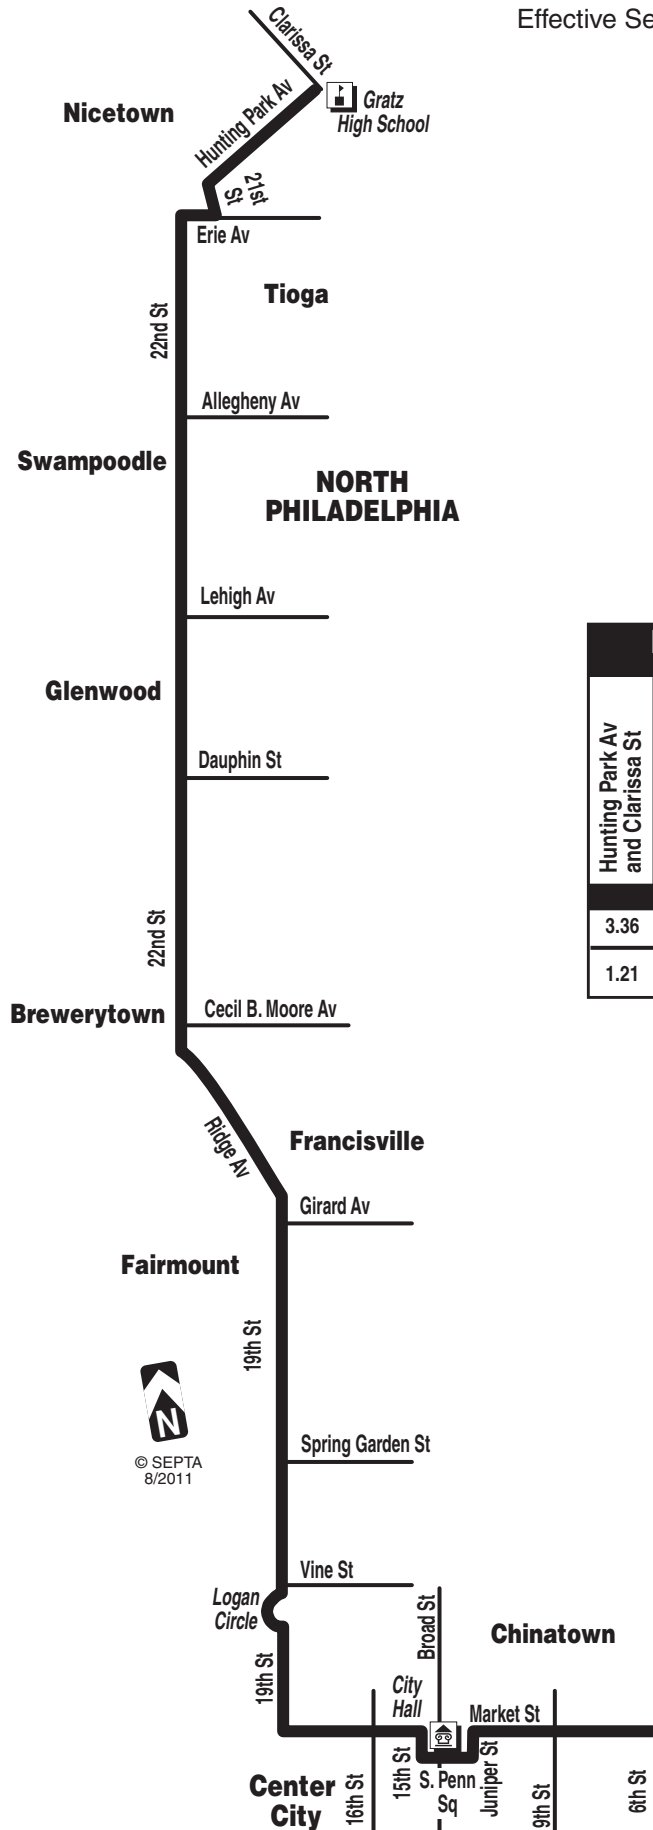 Effective Se
Clarissa St
Nicetown
Hunting Park Av
Gratz
High School
21st
St
Erie Av
Tioga
22nd St
Allegheny Av
Swampoodle
NORTH
PHILADELPHIA
Lehigh Av
Glenwood
Dauphin St
Hunting Park Av
and Clarissa St
3.36
1.21
22nd St
Brewerytown
Cecil B. Moore Av
Ridge Av
Francisville
Girard Av
Fairmount
19th St
N
Spring Garden St
© SEPTA
8/2011
Vine St
Logan
Circle
Broad St
Chinatown
19th St
City
Hall
Market St
Center
City
16th St
15th St
S. Penn
Sq
Juniper St
9th St
6th St